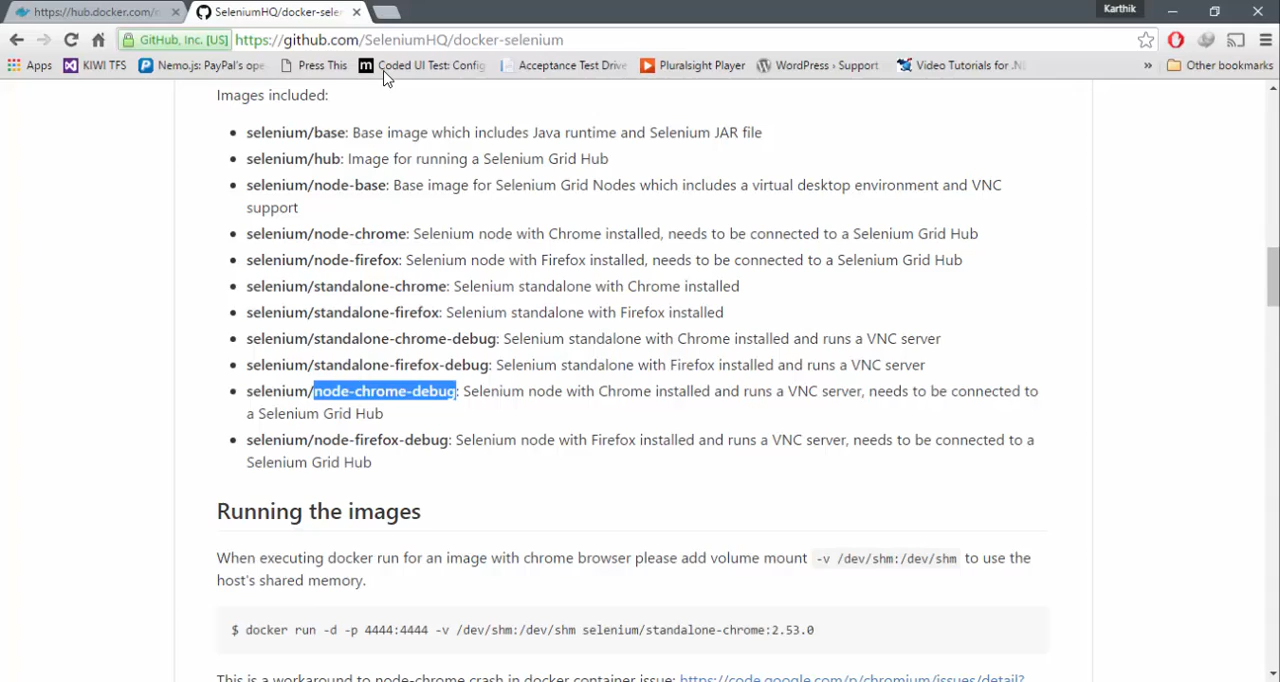 https://hub.docker.com/ SeleniumHQ/docker-sele Karthik
GitHub, Inc. [US] https://github.com/SeleniumHQ/docker-selenium
Apps KIWI TFS Nemo.js: PayPal's ope Press This Coded UI Test: Config Acceptance Test Drive Pluralsight Player WordPress › Support Video Tutorials for .NE » Other bookmarks
Images included:
• selenium/base: Base image which includes Java runtime and Selenium JAR file
• selenium/hub: Image for running a Selenium Grid Hub
• selenium/node-base: Base image for Selenium Grid Nodes which includes a virtual desktop environment and VNC
support
• selenium/node-chrome: Selenium node with Chrome installed, needs to be connected to a Selenium Grid Hub
• selenium/node-firefox: Selenium node with Firefox installed, needs to be connected to a Selenium Grid Hub
• selenium/standalone-chrome: Selenium standalone with Chrome installed
• selenium/standalone-firefox: Selenium standalone with Firefox installed
• selenium/standalone-chrome-debug: Selenium standalone with Chrome installed and runs a VNC server
• selenium/standalone-firefox-debug: Selenium standalone with Firefox installed and runs a VNC server
• selenium/node-chrome-debug: Selenium node with Chrome installed and runs a VNC server, needs to be connected to
a Selenium Grid Hub
• selenium/node-firefox-debug: Selenium node with Firefox installed and runs a VNC server, needs to be connected to a
Selenium Grid Hub
Running the images
When executing docker run for an image with chrome browser please add volume mount -v /dev/shm:/dev/shm to use the
host's shared memory.
$ docker run -d -p 4444:4444 -v /dev/shm:/dev/shm selenium/standalone-chrome:2.53.0
This is a workaround to node-chrome crash in docker container issue: https://code.google.com/p/chromium/issues/detail?